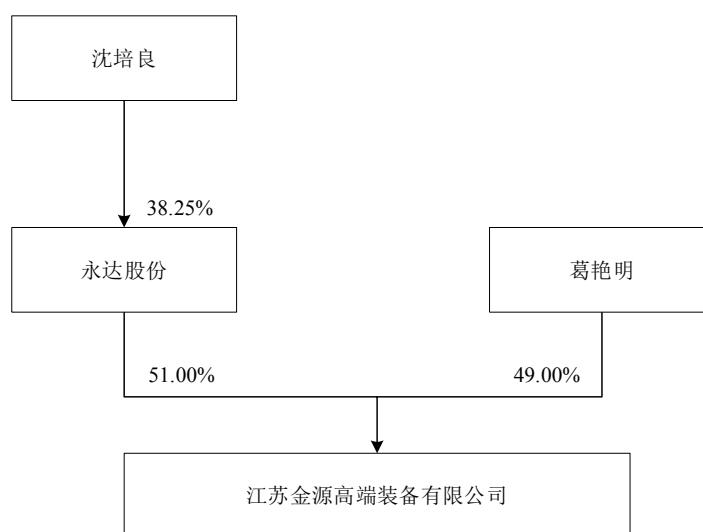 沈培良
38.25%
永达股份
葛艳明
51.00%
49.00%
江苏金源高端装备有限公司